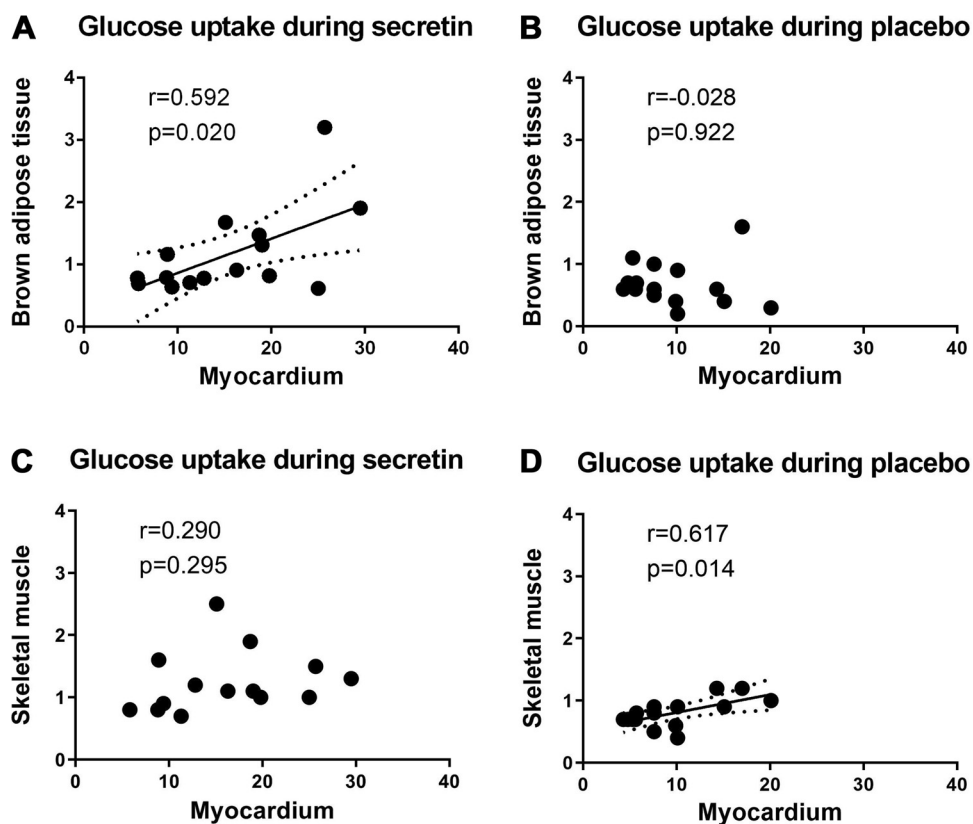 A Glucose uptake during secretin
r=0.592
p=0.020
Brown adipose tissue
4
3
2
1
0
0 10 20 30 40
Myocardium
B Glucose uptake during placebo
r=-0.028
p=0.922
Brown adipose tissue
4
3
2
1
0
0 10 20 30 40
Myocardium
C Glucose uptake during secretin
r=0.290
p=0.295
Skeletal muscle
4
3
2
1
0
0 10 20 30 40
Myocardium
D Glucose uptake during placebo
r=0.617
p=0.014
Skeletal muscle
4
3
2
1
0
0 10 20 30 40
Myocardium